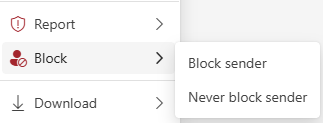 Report
Block
Block sender
Never block sender
Download